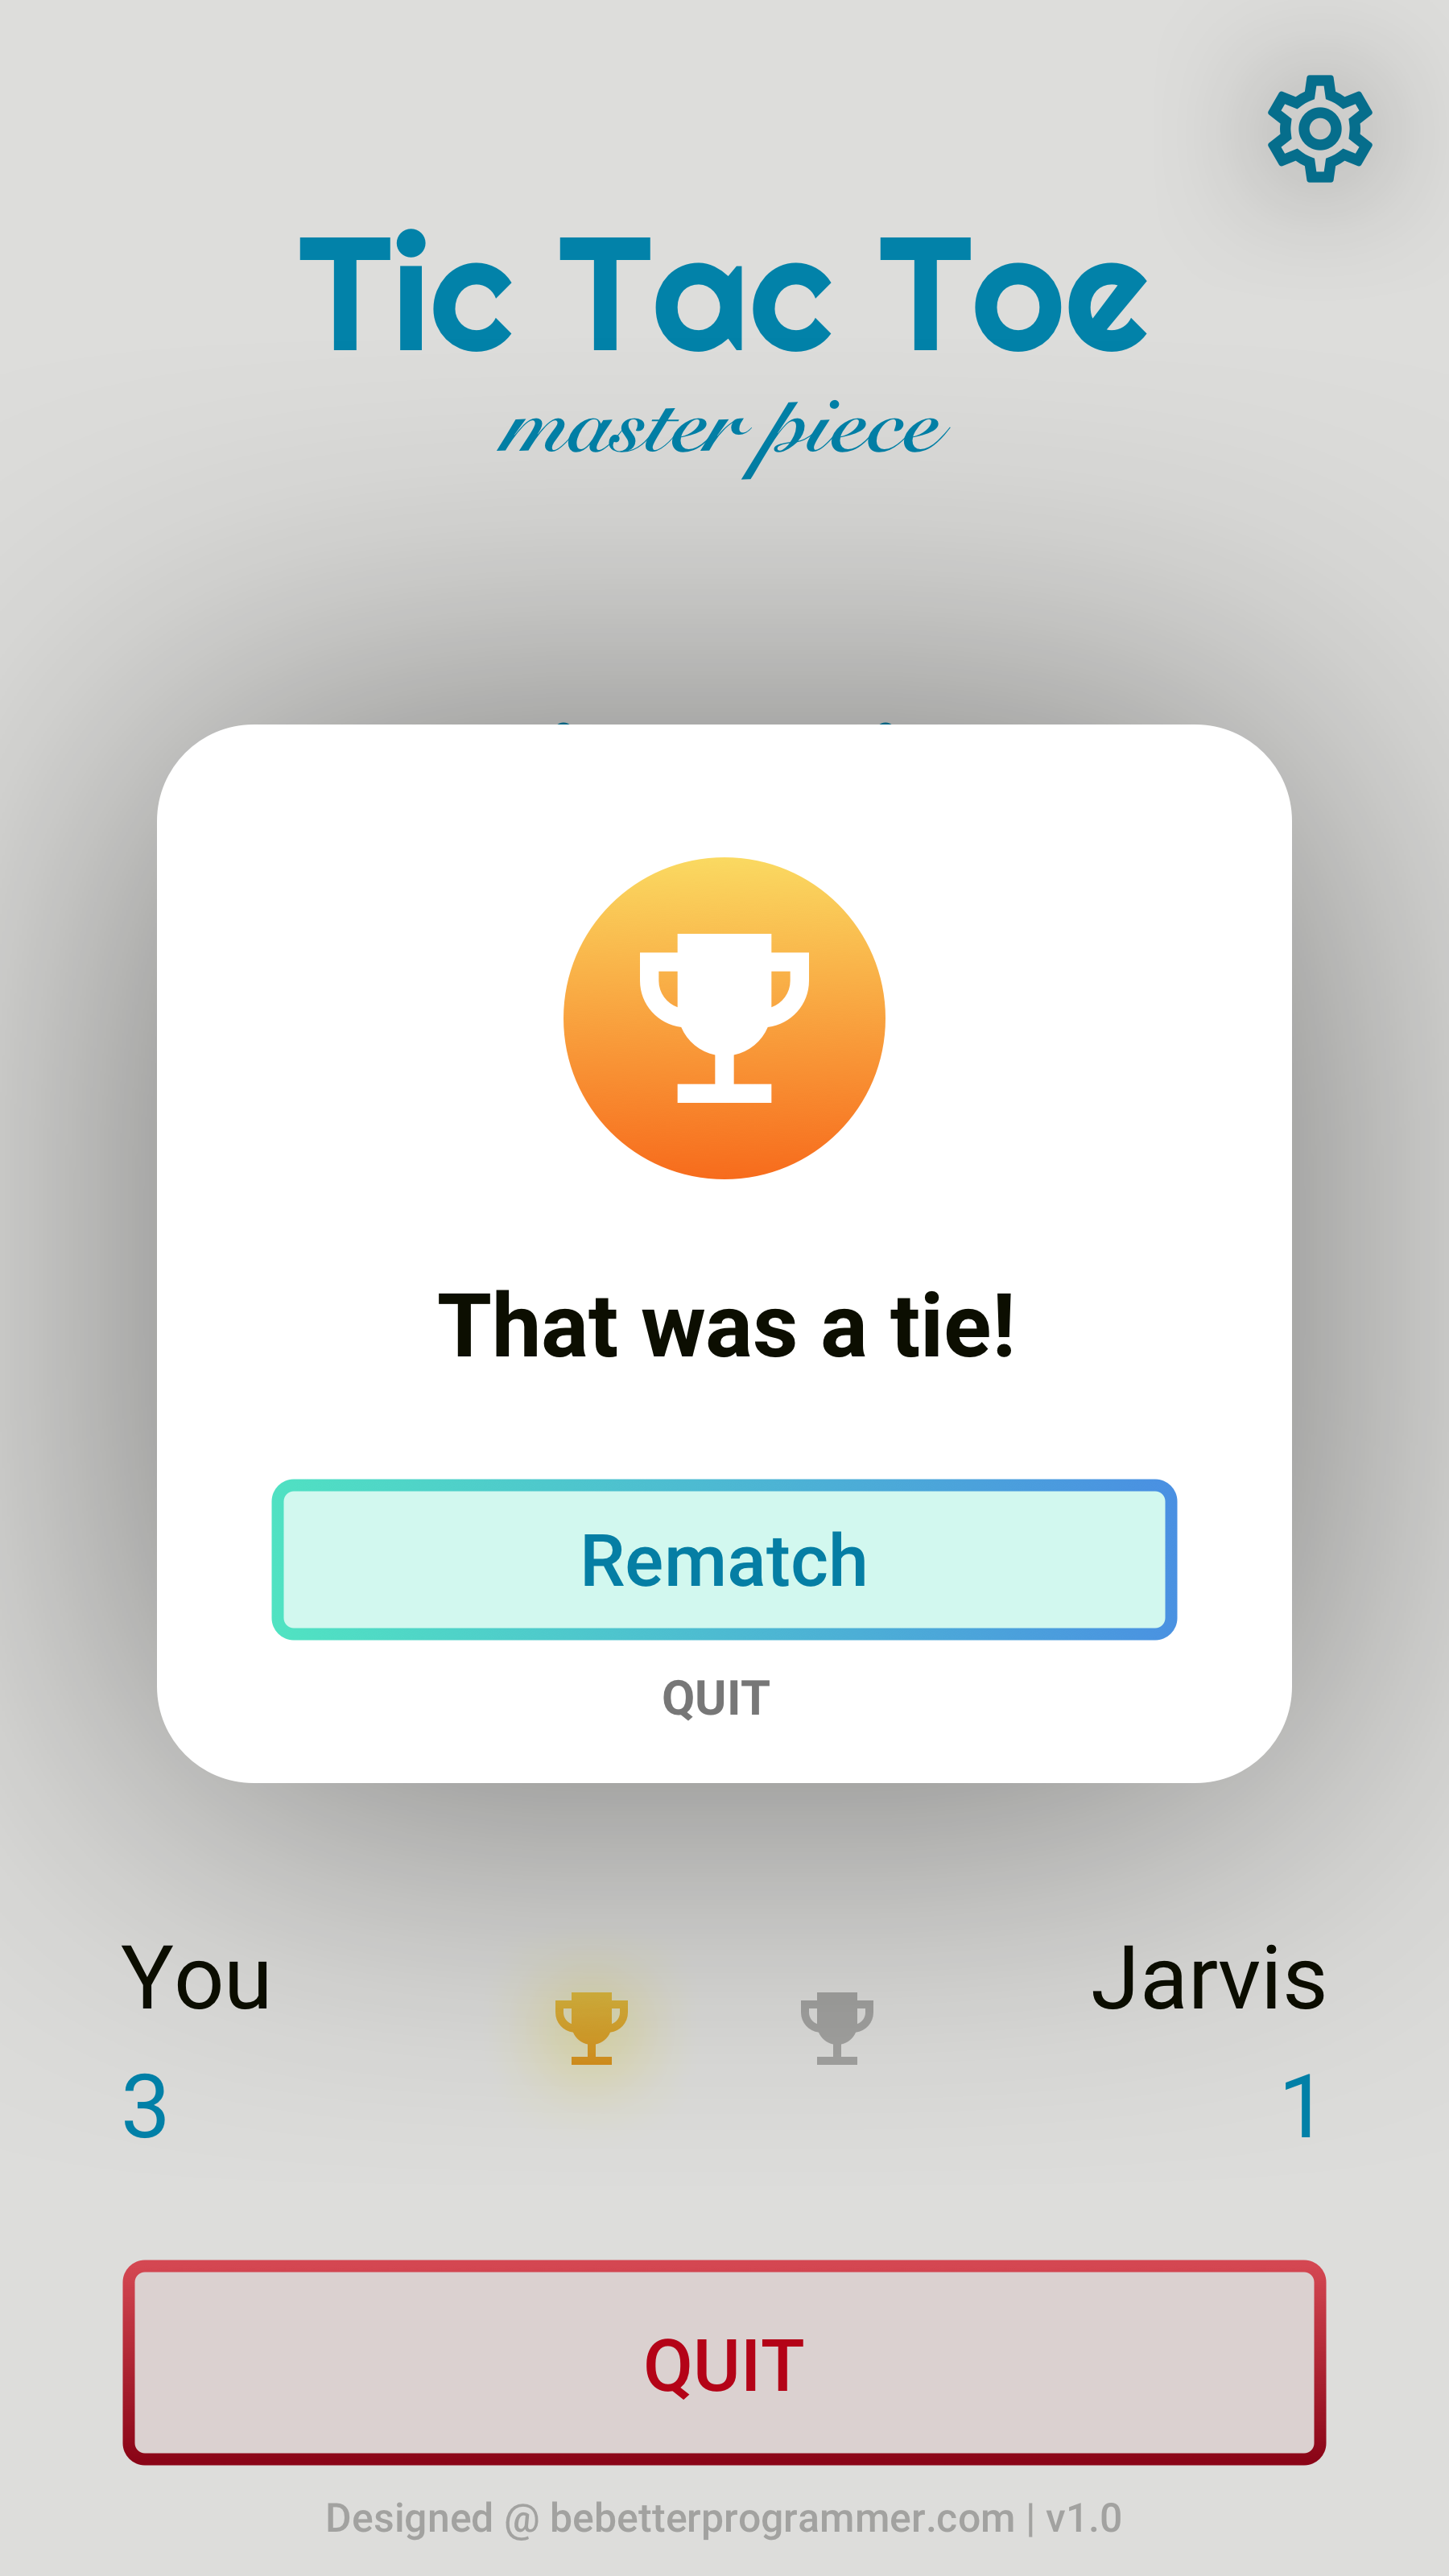 Tic Tac Toe
master piece
That was a tie!
Rematch
QUIT
You
Jarvis
3
1
QUIT
Designed @ bebetterprogrammer.com | v1.0